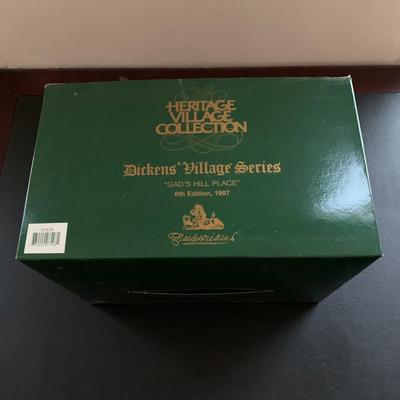 HERITAGE
VILLAGE
COLLECTION
Dickens' Village Series
"GAD'S HILL PLACE"
6th Edition, 1997